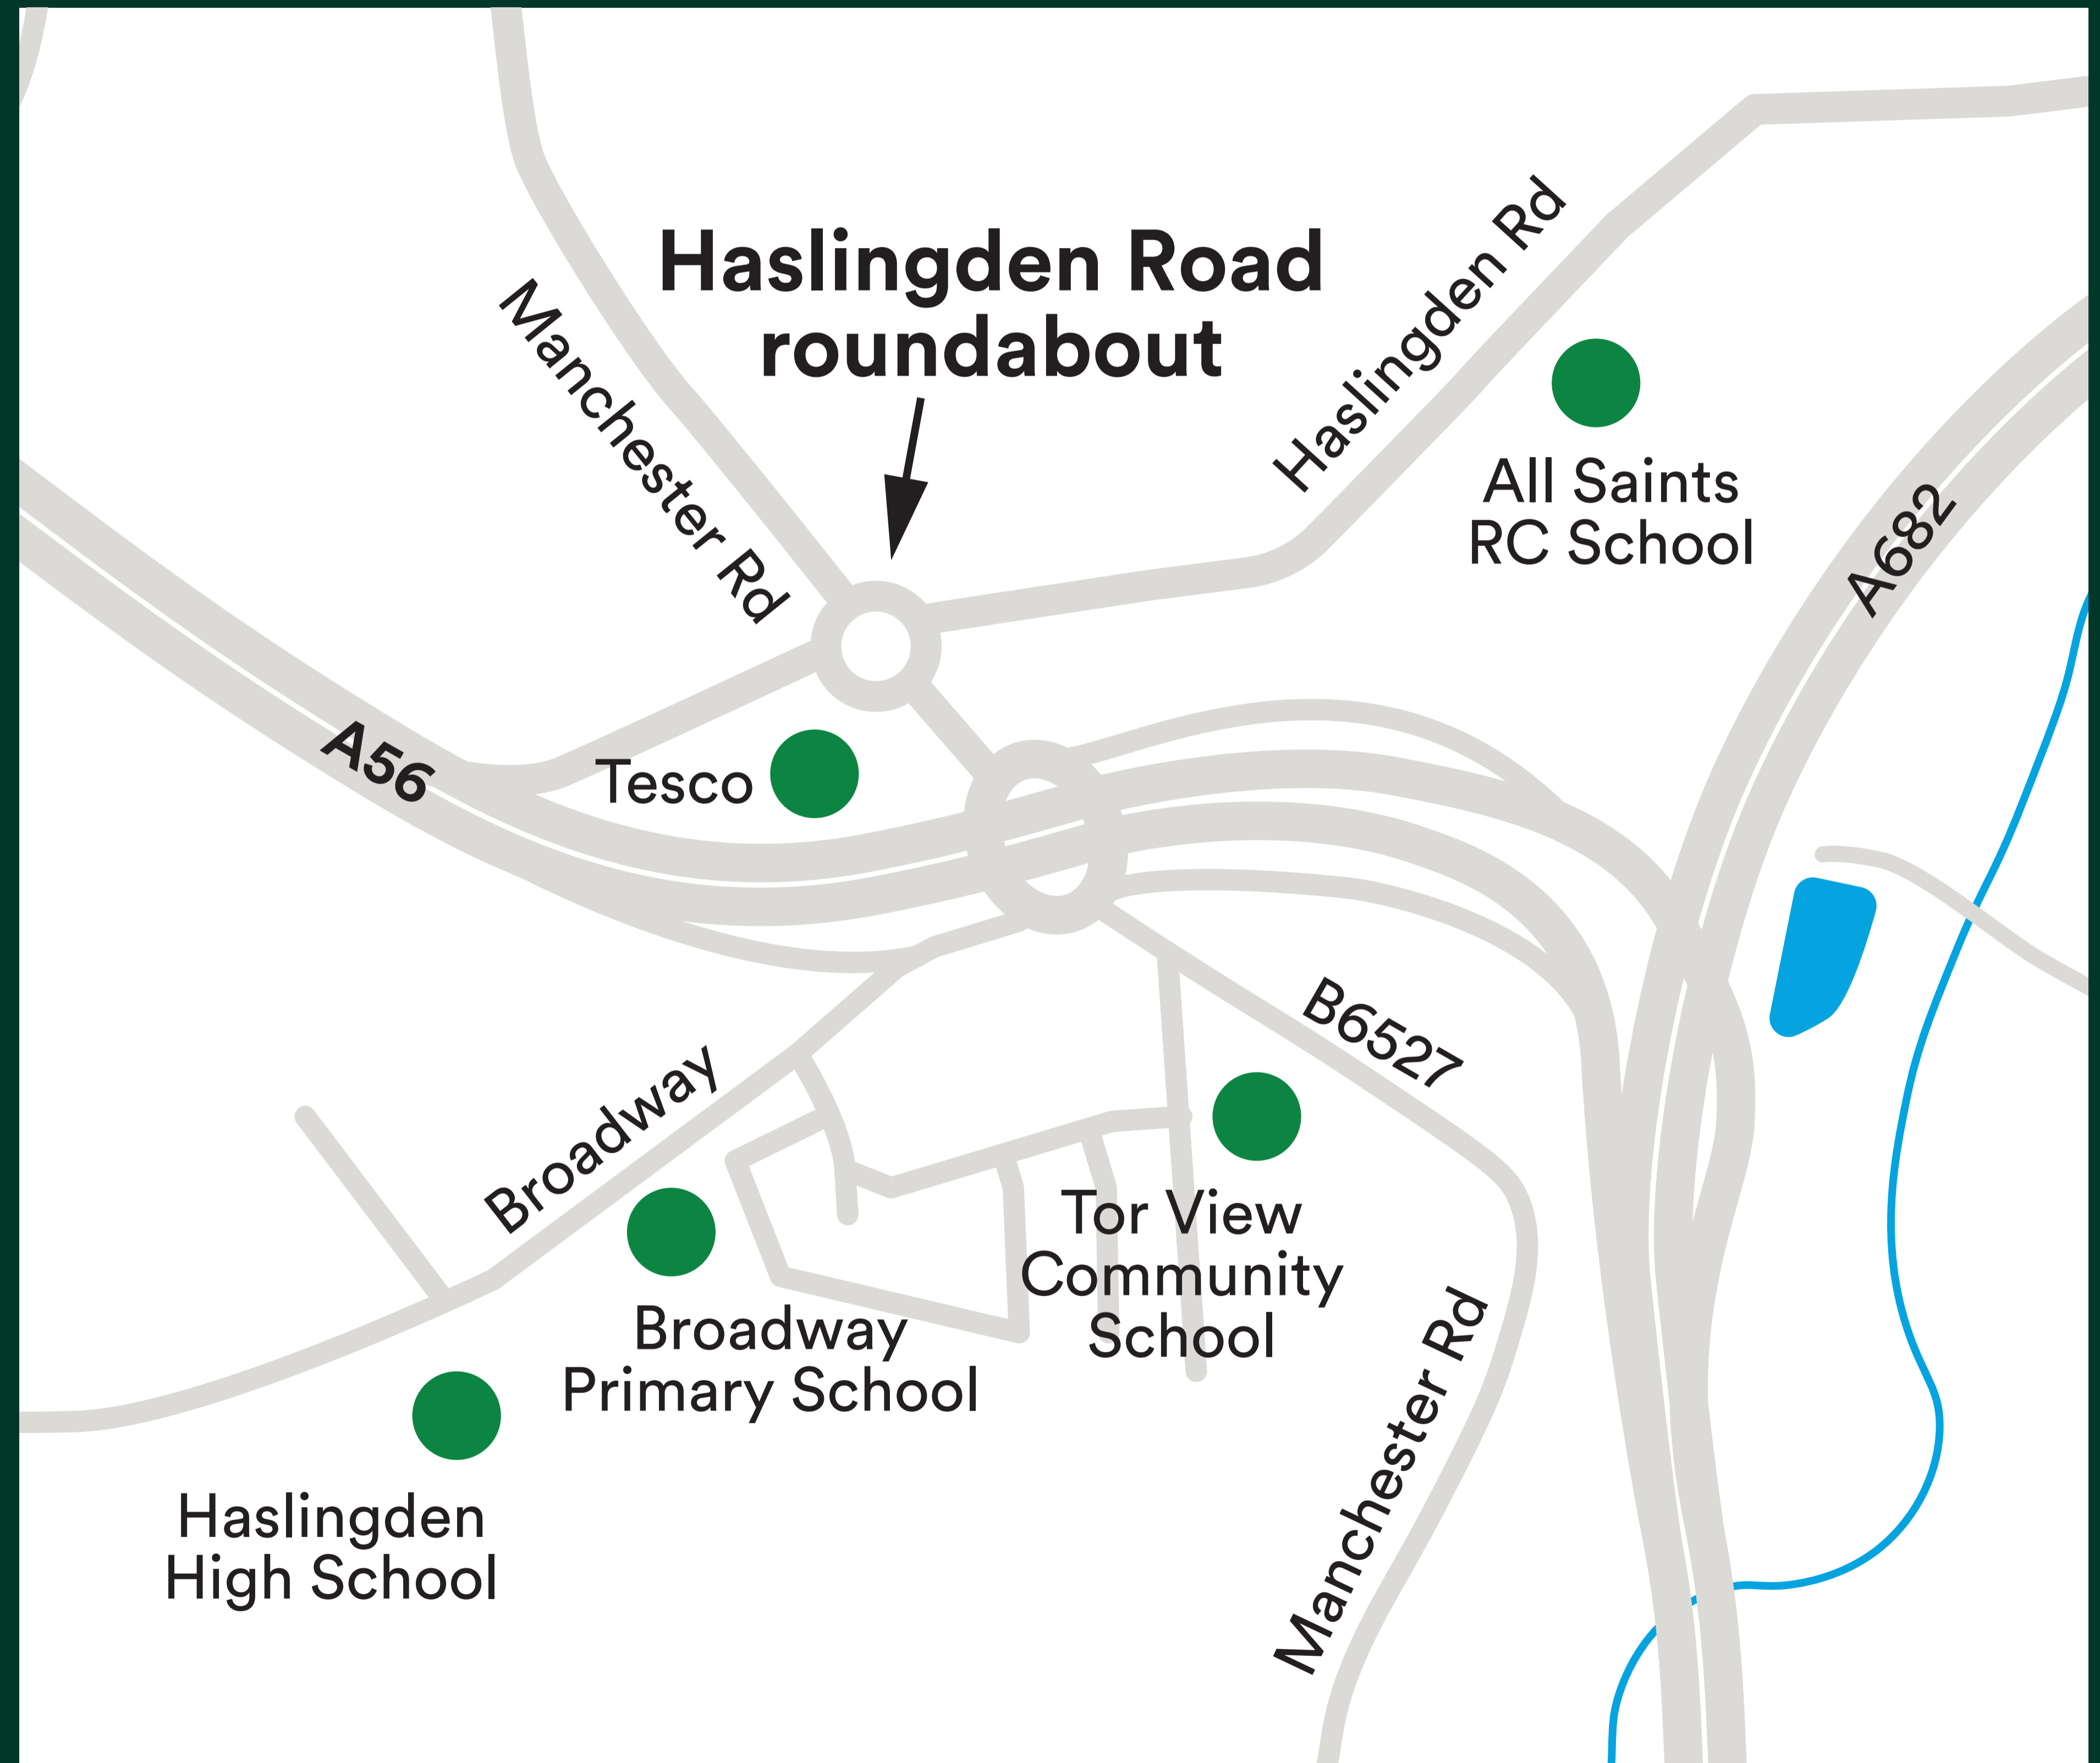 Haslingden Road
roundabout
Manchester Rd
Haslingden Rd
All Saints
RC School
A682
A56
Tesco
B6527
Broadway
Tor View
Community
School
Broadway
Primary School
Manchester Rd
Haslingden
High School